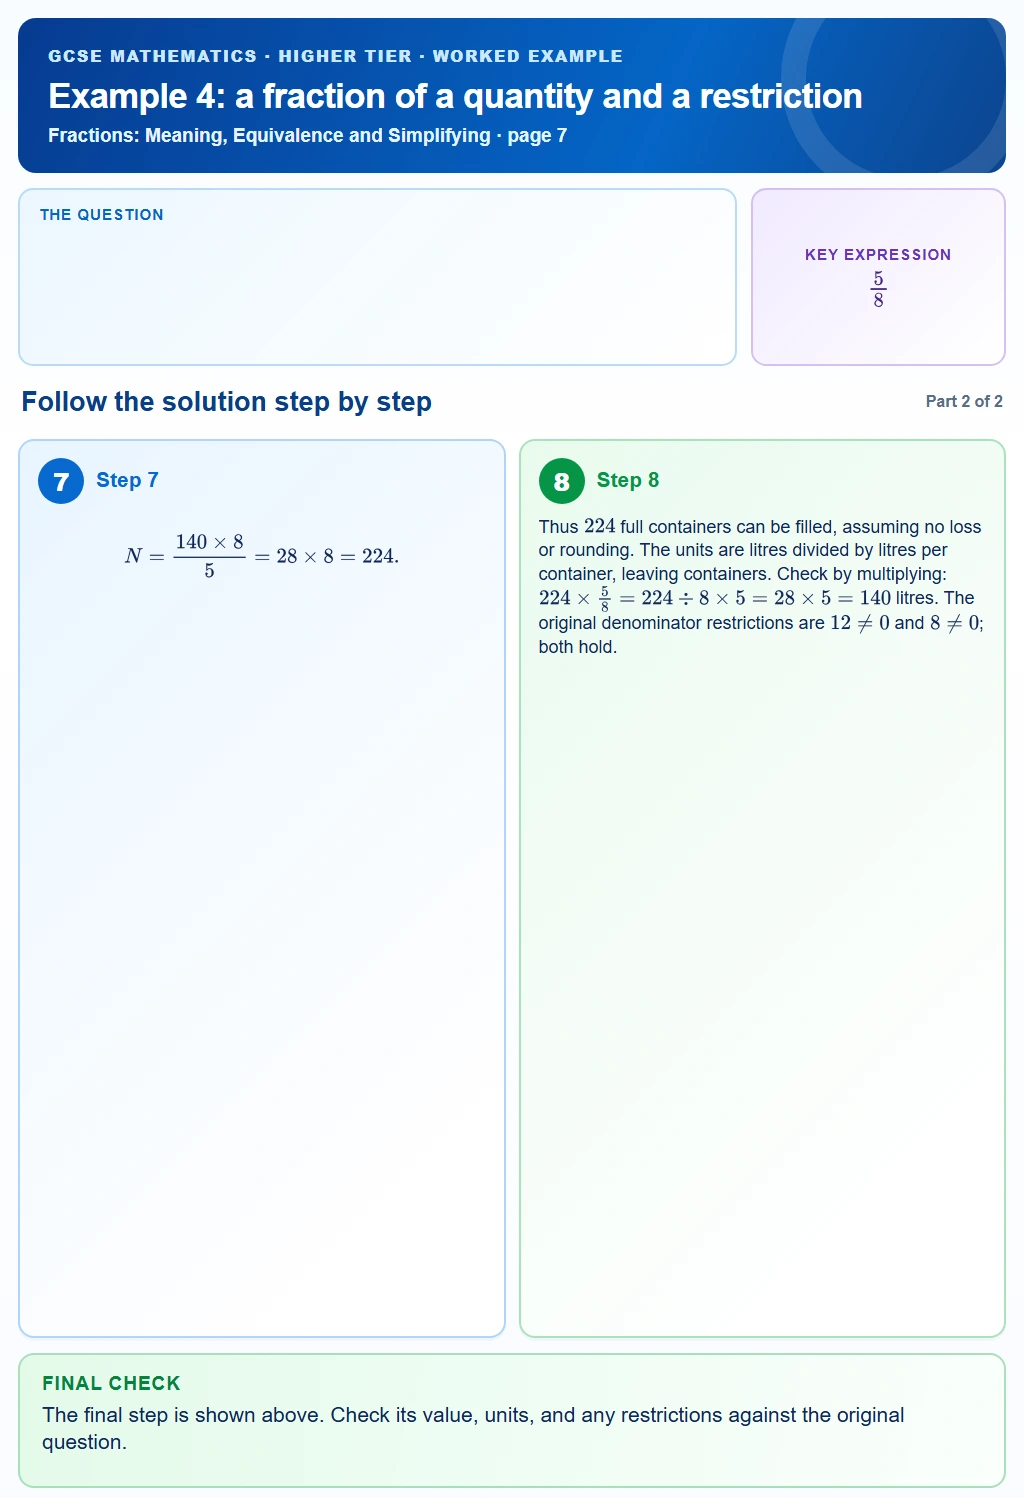 GCSE MATHEMATICS · HIGHER TIER · WORKED EXAMPLE
Example 4: a fraction of a quantity and a restriction
Fractions: Meaning, Equivalence and Simplifying · page 7
THE QUESTION
KEY EXPRESSION
5/8
Follow the solution step by step
Part 2 of 2
7 Step 7
N = (140 × 8)/5 = 28 × 8 = 224.
8 Step 8
Thus 224 full containers can be filled, assuming no loss
or rounding. The units are litres divided by litres per
container, leaving containers. Check by multiplying:
224 × 5/8 = 224 ÷ 8 × 5 = 28 × 5 = 140 litres. The
original denominator restrictions are 12 ≠ 0 and 8 ≠ 0;
both hold.
FINAL CHECK
The final step is shown above. Check its value, units, and any restrictions against the original
question.